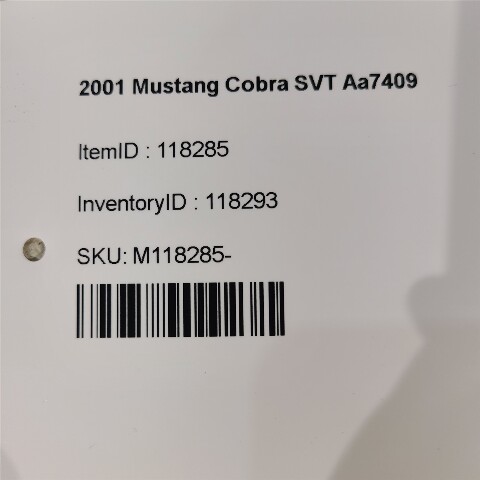 2001 Mustang Cobra SVT Aa7409
ItemID : 118285
InventoryID : 118293
SKU: M118285-